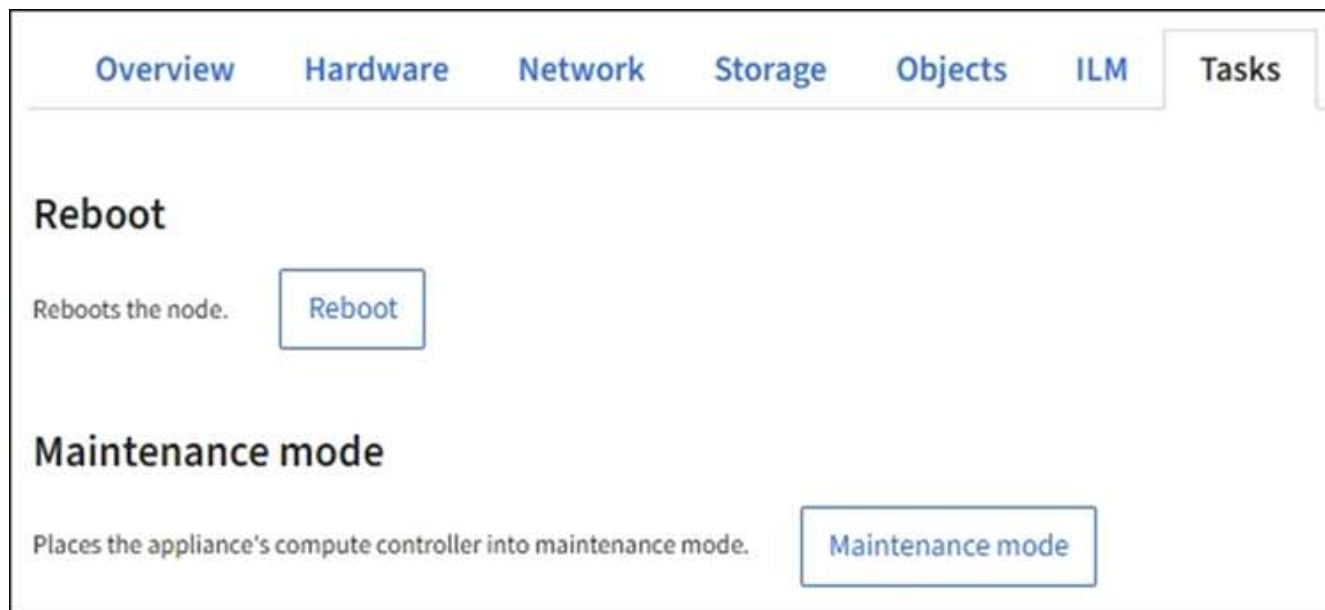 Overview Hardware Network Storage Objects ILM Tasks
Reboot
Reboots the node. Reboot
Maintenance mode
Places the appliance's compute controller into maintenance mode. Maintenance mode